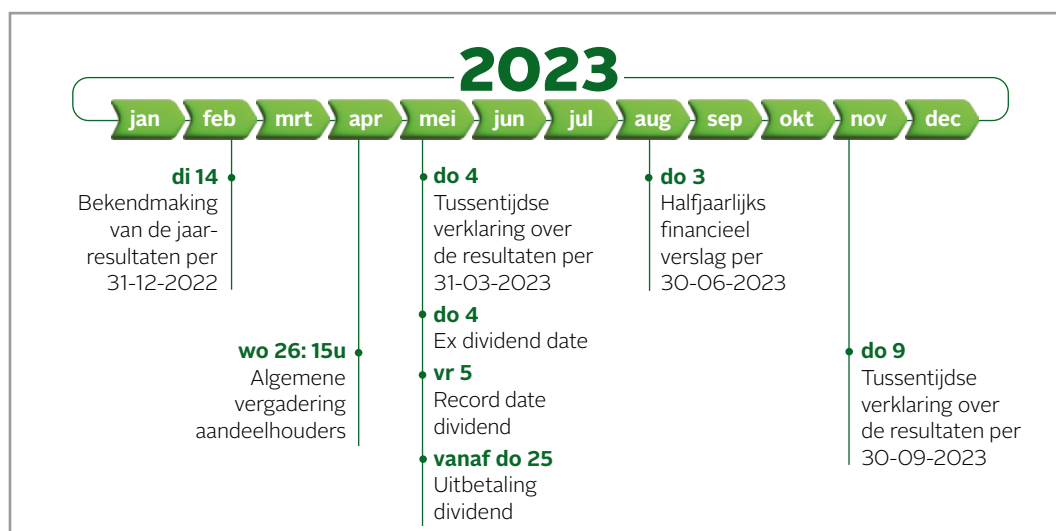 2023
jan feb mrt apr mei jun jul aug sep okt nov dec
di 14
Bekendmaking
van de jaar-
resultaten per
31-12-2022
wo 26: 15u
Algemene
vergadering
aandeelhouders
do 4
Tussentijdse
verklaring over
de resultaten per
31-03-2023
do 4
Ex dividend date
vr 5
Record date
dividend
vanaf do 25
Uitbetaling
dividend
do 3
Halfjaarlijks
financieel
verslag per
30-06-2023
do 9
Tussentijdse
verklaring over
de resultaten per
30-09-2023